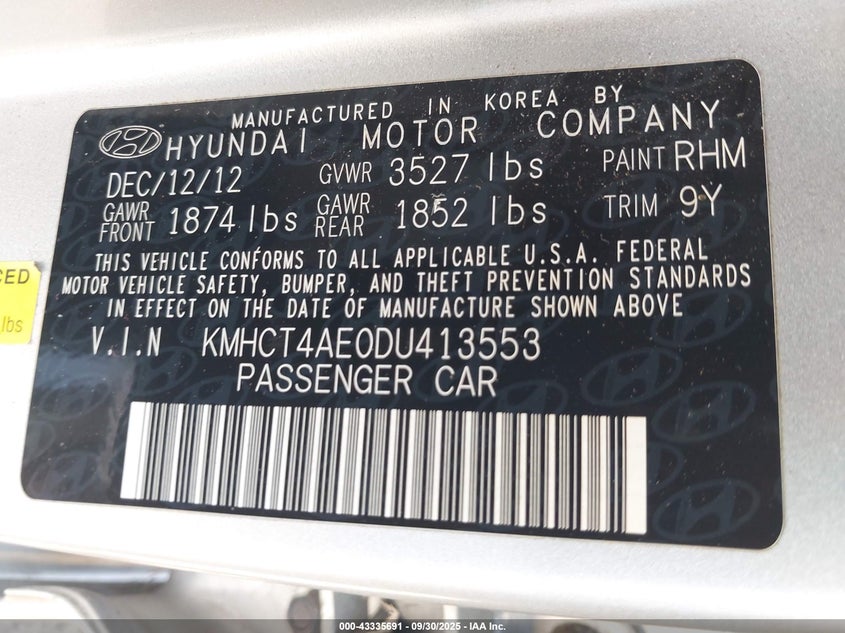 MANUFACTURED IN KOREA BY
HYUNDAI MOTOR COMPANY
DEC/12/12 GVWR 3527 lbs PAINT RHM
GAWR FRONT 1874 lbs GAWR REAR 1852 lbs TRIM 9Y
THIS VEHICLE CONFORMS TO ALL APPLICABLE U.S.A. FEDERAL
MOTOR VEHICLE SAFETY, BUMPER, AND THEFT PREVENTION STANDARDS
IN EFFECT ON THE DATE OF MANUFACTURE SHOWN ABOVE
V.I.N KMHCT4AE0DU413553
PASSENGER CAR
CED
lbs
000-43335691 - 09/30/2025 - IAA Inc.